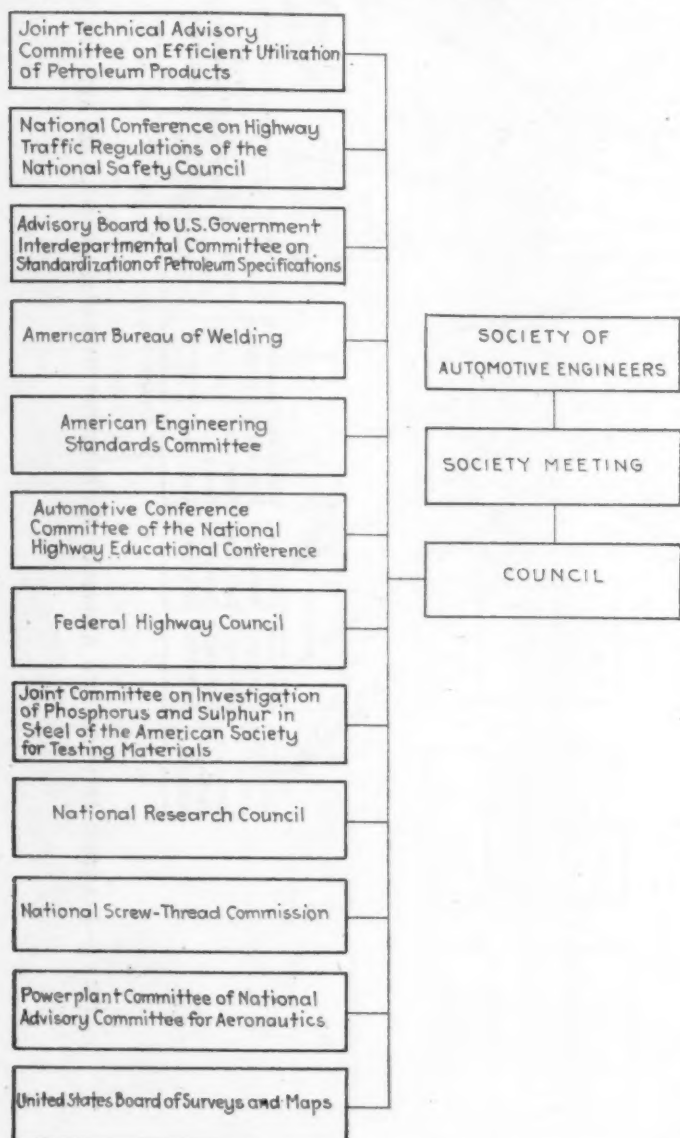 Joint Technical Advisory
Committee on Efficient Utilization
of Petroleum Products
National Conference on Highway
Traffic Regulations of the
National Safety Council
Advisory Board to U.S. Government
Interdepartmental Committee on
Standardization of Petroleum Specifications
American Bureau of Welding
American Engineering
Standards Committee
Automotive Conference
Committee of the National
Highway Educational Conference
Federal Highway Council
Joint Committee on Investigation
of Phosphorus and Sulphur in
Steel of the American Society
for Testing Materials
National Research Council
National Screw-Thread Commission
Powerplant Committee of National
Advisory Committee for Aeronautics
United States Board of Surveys and Maps
SOCIETY OF
AUTOMOTIVE ENGINEERS
SOCIETY MEETING
COUNCIL